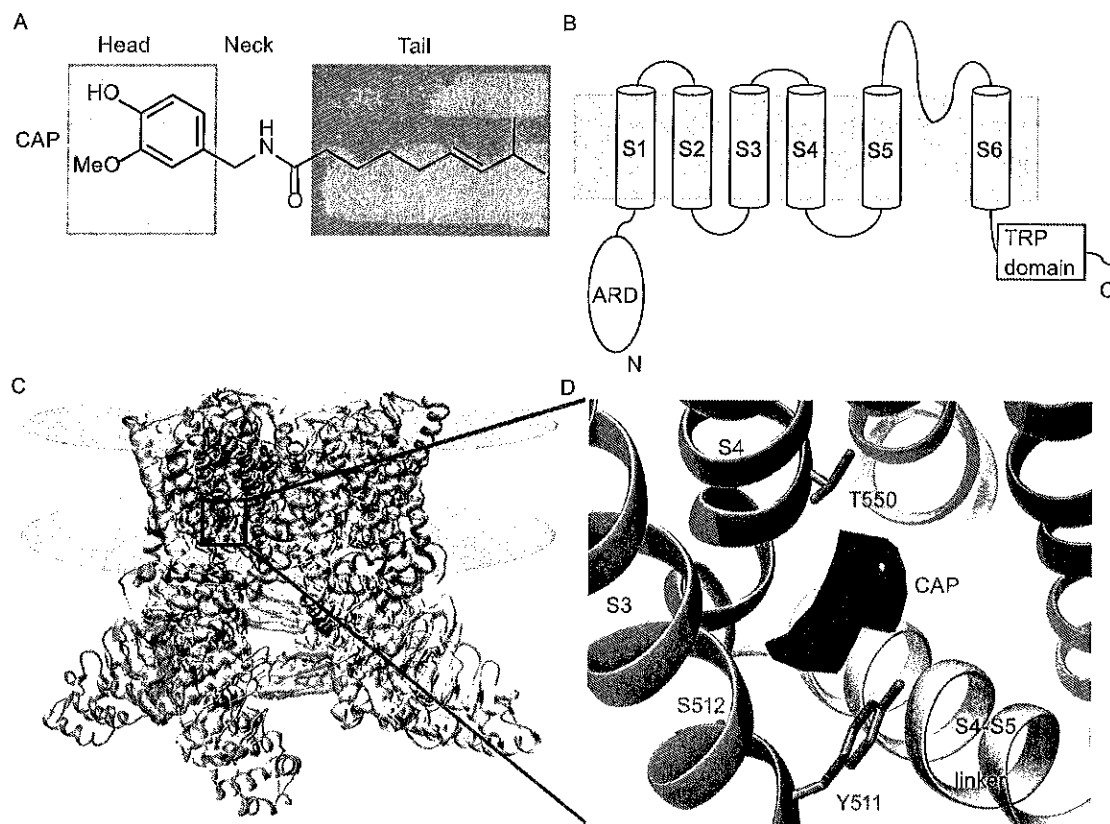 A
Head Neck Tail
HO
H
N
CAP
MeO
O
B
S1 S2 S3 S4 S5 S6
TRP
domain
ARD
C
N
C
D
S4
T550
CAP
S3
S512
S4-S5
linker
Y511